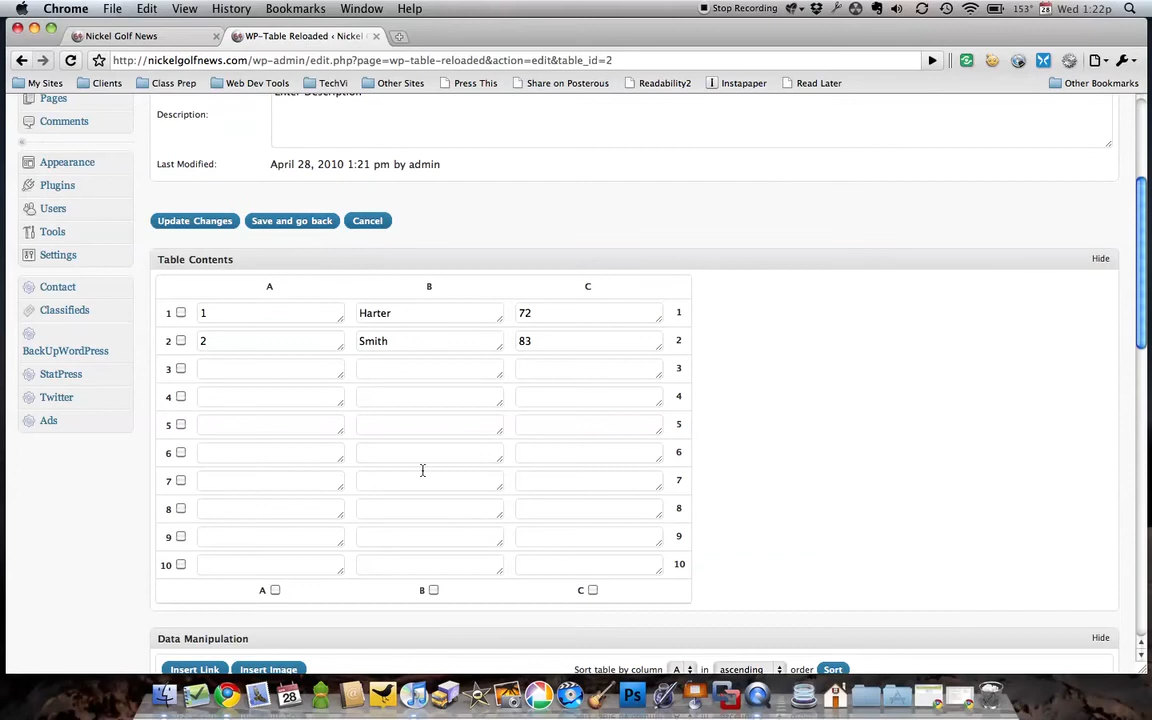 Chrome File Edit View History Bookmarks Window Help Stop Recording 153° 28 Wed 1:22p
Nickel Golf News WP-Table Reloaded ‹ Nickel
http://nickelgolfnews.com/wp-admin/edit.php?page=wp-table-reloaded&action=edit&table_id=2
My Sites Clients Class Prep Web Dev Tools TechVi Other Sites Press This Share on Posterous Readability2 Instapaper Read Later Other Bookmarks
Pages
Comments
Appearance
Plugins
Users
Tools
Settings
Contact
Classifieds
BackUpWordPress
StatPress
Twitter
Ads
Enter Description
Description:
Last Modified: April 28, 2010 1:21 pm by admin
Update Changes Save and go back Cancel
Table Contents Hide
A B C
1 1 Harter 72 1
2 2 Smith 83 2
3 3
4 4
5 5
6 6
7 7
8 8
9 9
10 10
A B C
Data Manipulation Hide
Insert Link Insert Image Sort table by column A in ascending order Sort
28 Ps